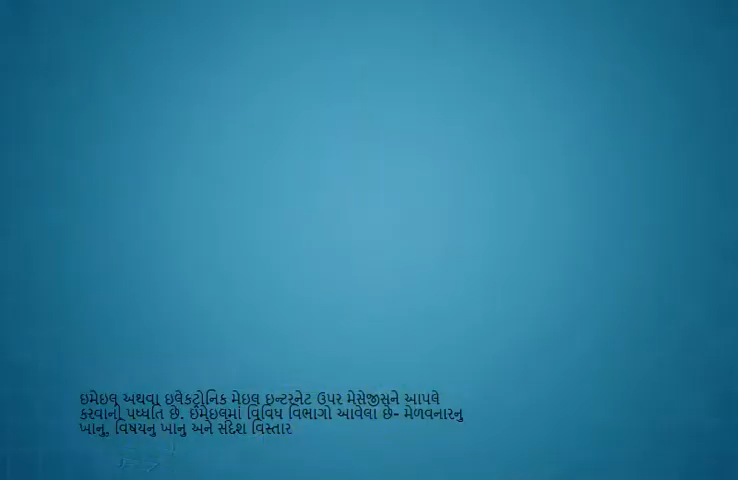 ઇમેઇલ અથવા ઇલેક્ટ્રોનિક મેઇલ ઇન્ટરનેટ ઉપર મેસેજીસને આપલે
કરવાની પધ્ધતિ છે. ઈમેઇલમાં વિવિધ વિભાગો આવેલા છે- મેળવનારનુ
ખાનુ, વિષયનુ ખાનુ અને સંદેશ વિસ્તાર